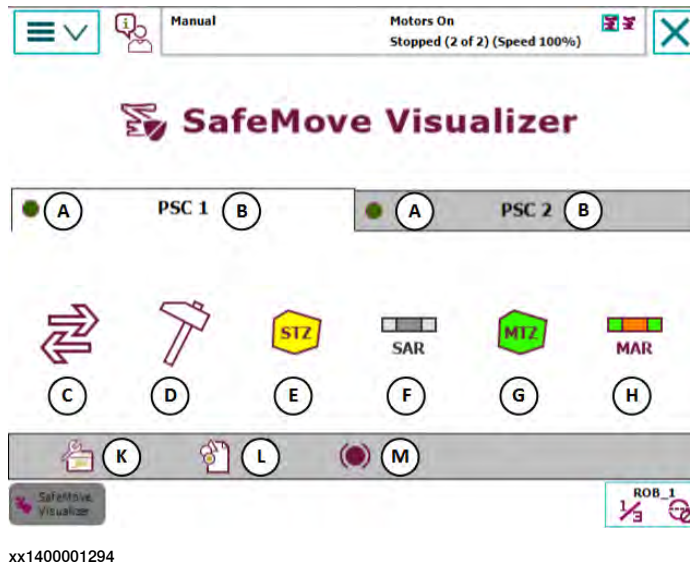 Manual
Motors On
Stopped (2 of 2) (Speed 100%)
SafeMove Visualizer
A
PSC 1
B
A
PSC 2
B
STZ
SAR
MTZ
MAR
C
D
E
F
G
H
K
L
M
SafeMove
Visualizer
ROB_1
1/3
xx1400001294